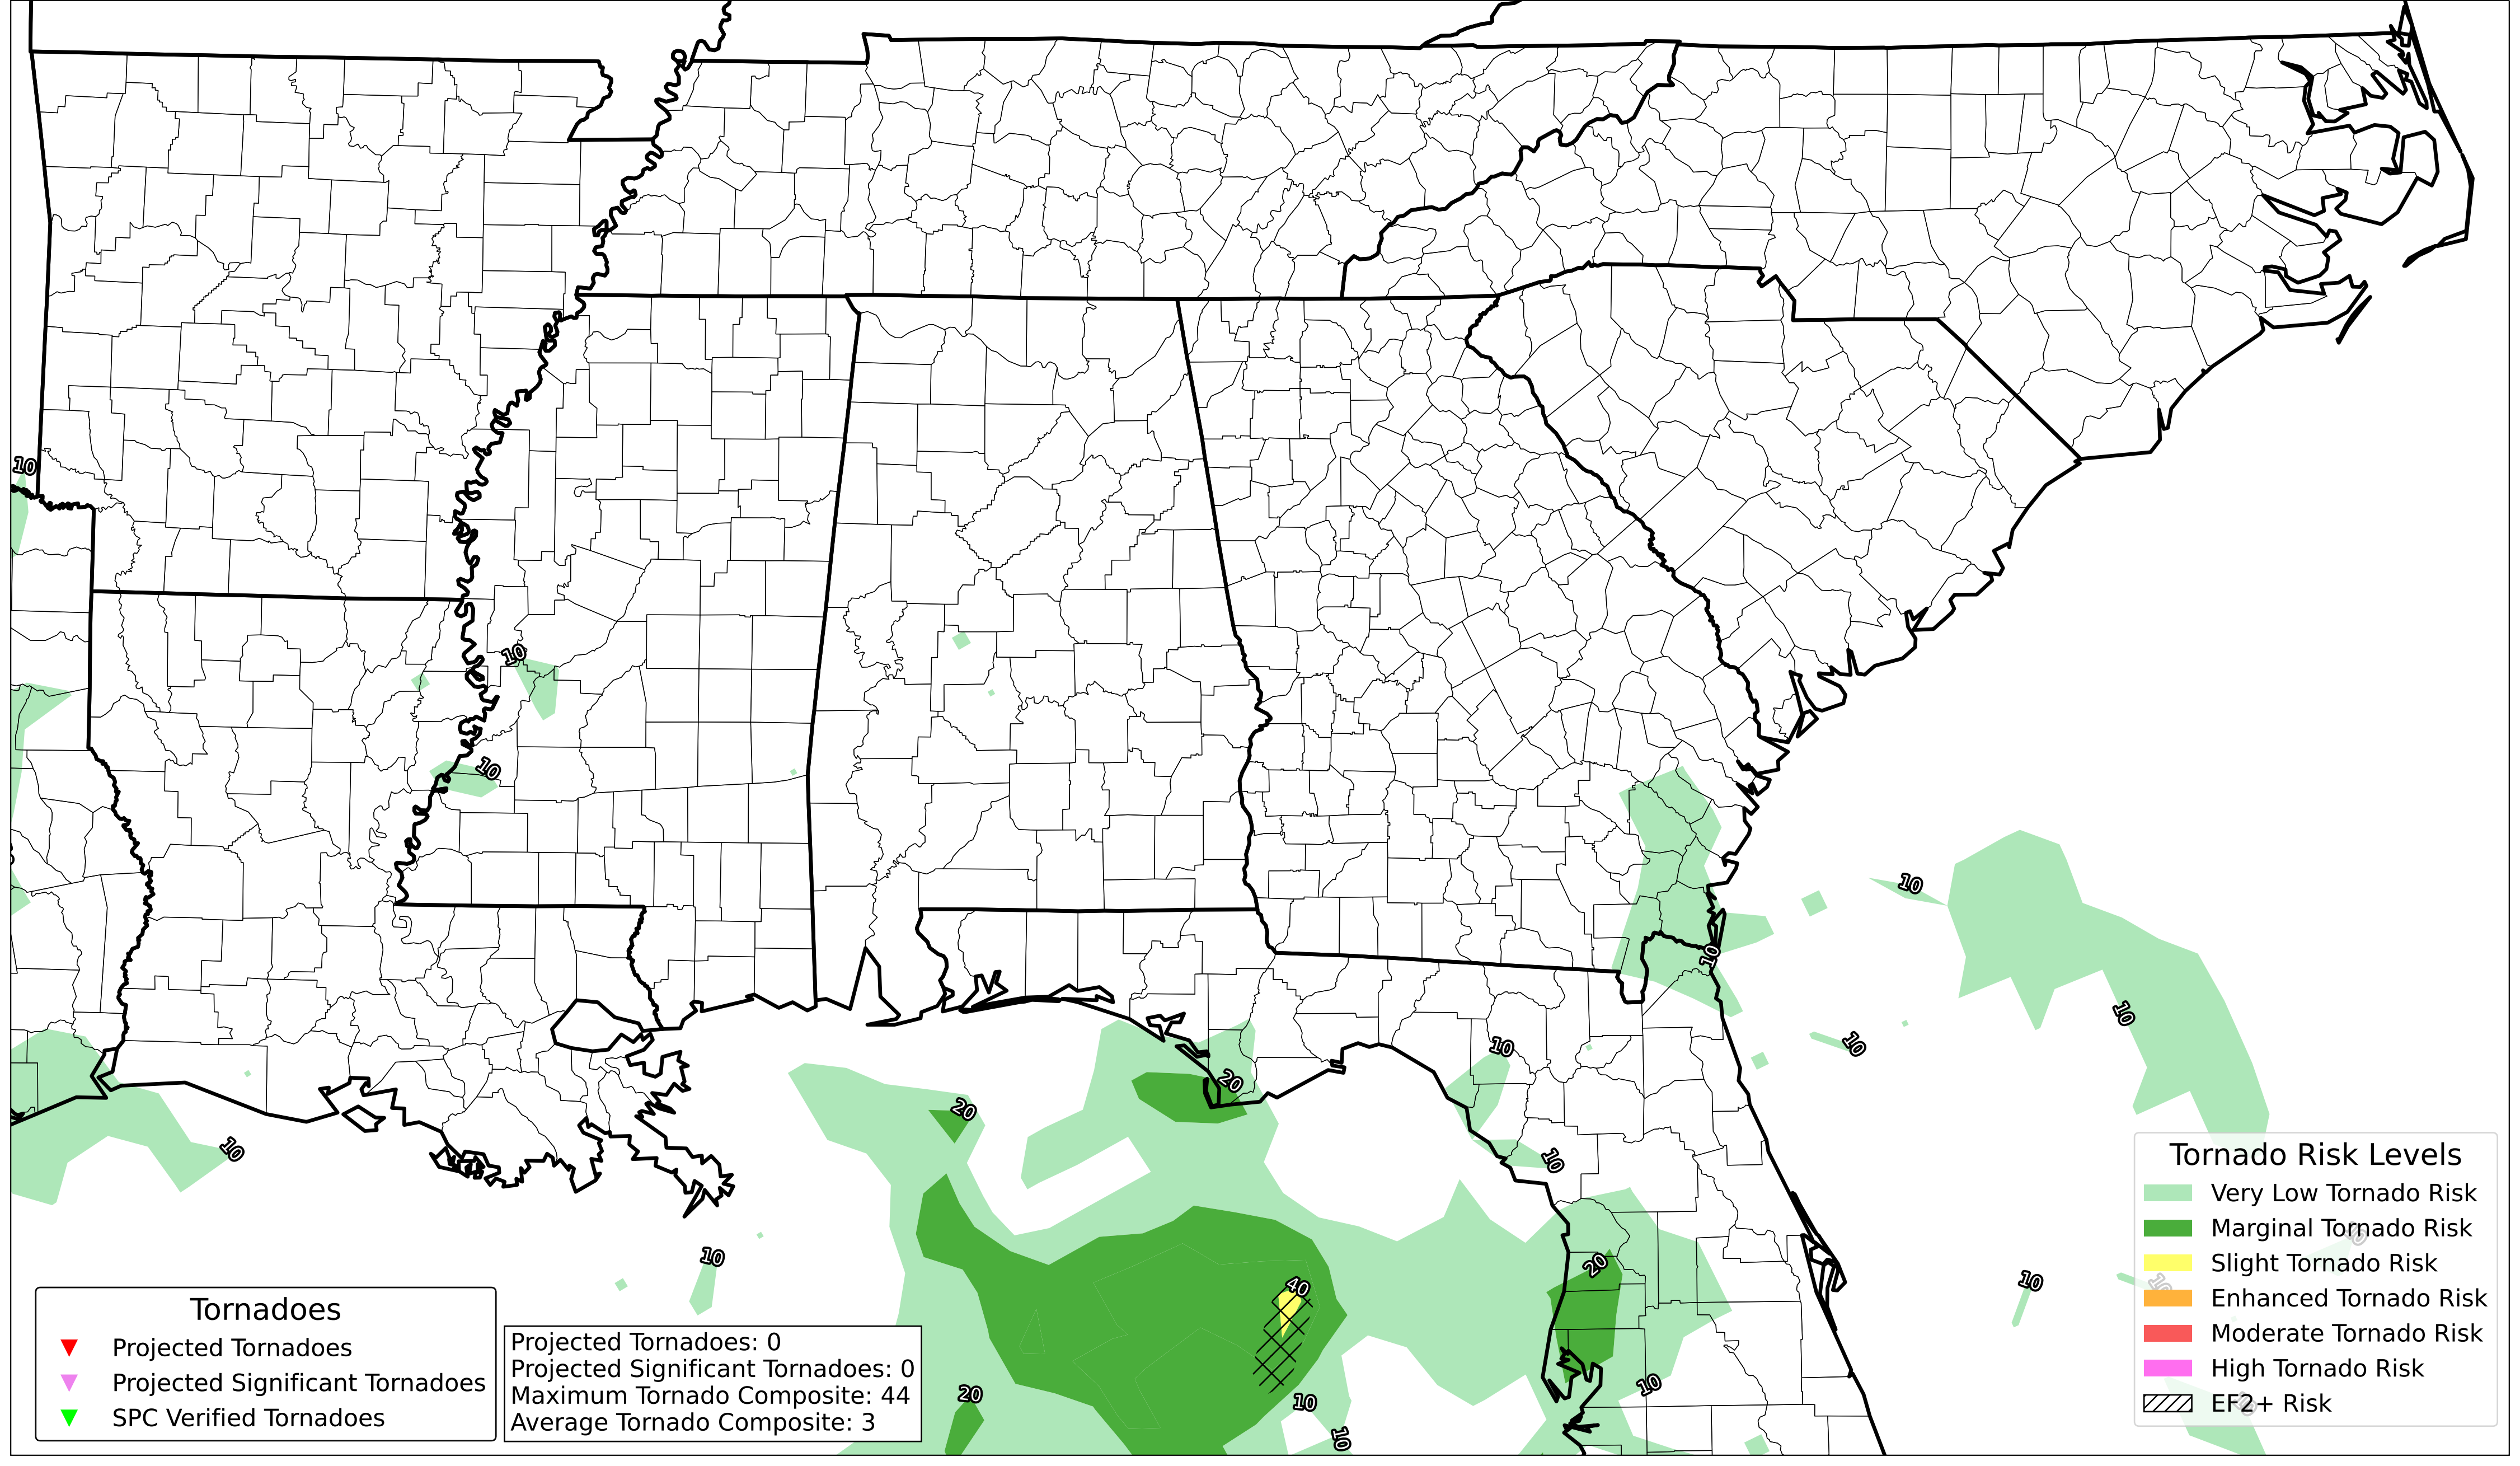 10
10
10
10
10
10
10
10
20
20
10
10
10
20
40
10
20
10
10
10
10
Tornado Risk Levels
Very Low Tornado Risk
Marginal Tornado Risk
Slight Tornado Risk
Enhanced Tornado Risk
Moderate Tornado Risk
High Tornado Risk
EF2+ Risk
Tornadoes
Projected Tornadoes
Projected Significant Tornadoes
SPC Verified Tornadoes
Projected Tornadoes: 0
Projected Significant Tornadoes: 0
Maximum Tornado Composite: 44
Average Tornado Composite: 3